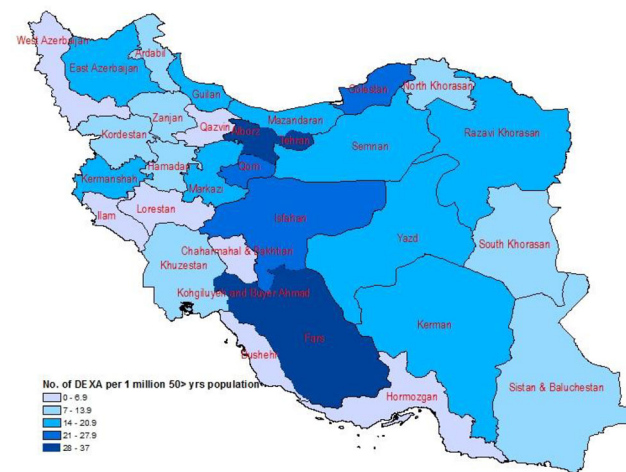 West Azerbaijan
East Azerbaijan
Ardabil
Guilan
Zanjan
Qazvin
Alborz
Tehran
Mazandaran
Golestan
North Khorasan
Razavi Khorasan
Semnan
Kordestan
Hamadan
Kermanshah
Markazi
Qom
Ilam
Lorestan
Isfahan
Yazd
South Khorasan
Chaharmahal & Bakhtiari
Khuzestan
Kohgiluyeh and Buyer Ahmad
Fars
Kerman
Bushehr
Hormozgan
Sistan & Baluchestan
No. of DEXA per 1 million 50> yrs population
0 - 6.9
7 - 13.9
14 - 20.9
21 - 27.9
28 - 37